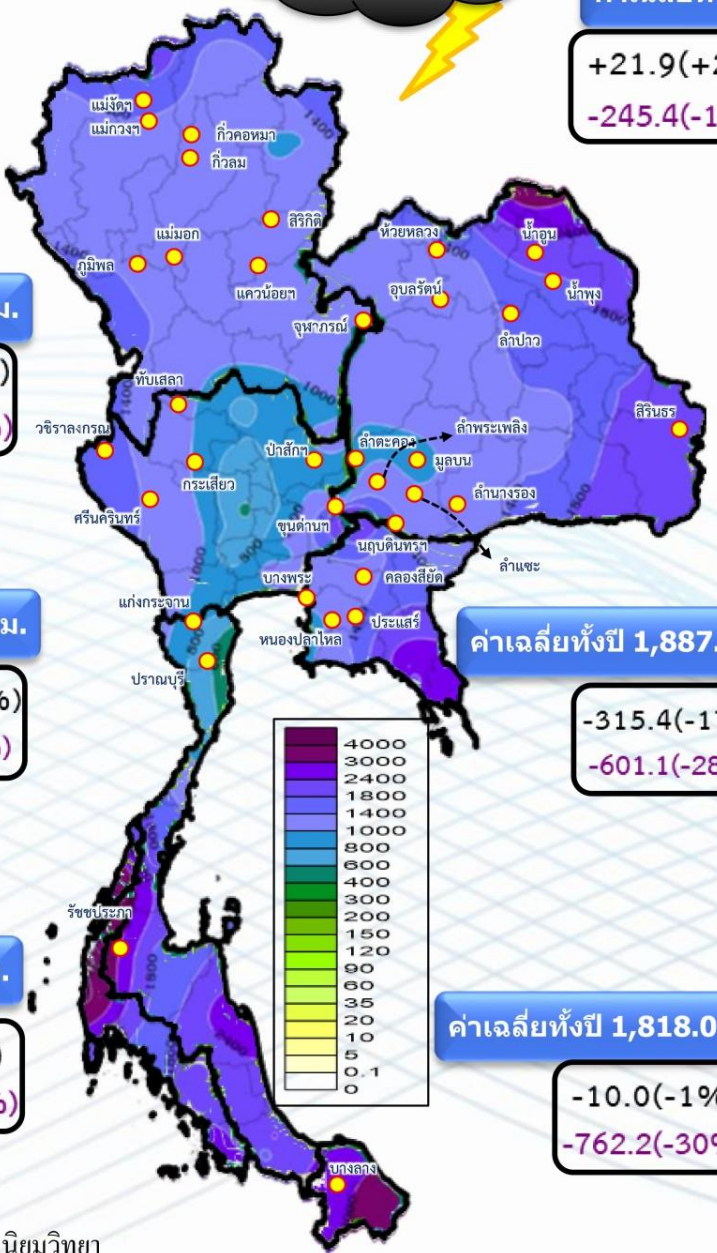 +21.9(+2
-245.4(-1
1400
แม่งัดฯ
แม่กวงฯ
กิ่วคอหมา
กิ่วลม
สิริกิติ์
แม่มอก
1400
ภูมิพล
แควน้อยฯ
ห้วยหลวง
น้ำอูน
อุบลรัตน์
น้ำพุง
1800
จุฬาภรณ์
ลำปาว
ม.
)
ทับเสลา
1400
1000
ลำพระเพลิง
สิรินธร
วชิราลงกรณ
ป่าสักฯ
ลำตะคอง
มูลบน
กระเสียว
ศรีนครินทร์
ขุนด่านฯ
ลำนางรอง
1800
800
1000
นฤบดินทรฯ
ลำแซะ
บางพระ
คลองสียัด
แก่งกระจาน
ประแสร์
หนองปลาไหล
ม.
ค่าเฉลี่ยทั้งปี 1,887.
ปราณบุรี
%)
%)
-315.4(-1
-601.1(-28
4000
3000
2400
1800
1400
1000
800
600
400
300
200
150
120
90
60
35
20
10
5
0.1
0
รัชชประภา
1800
2400
.
)
%)
ค่าเฉลี่ยทั้งปี 1,818.0
-10.0(-1%
-762.2(-30%
บางลาง
นิยมวิทยา